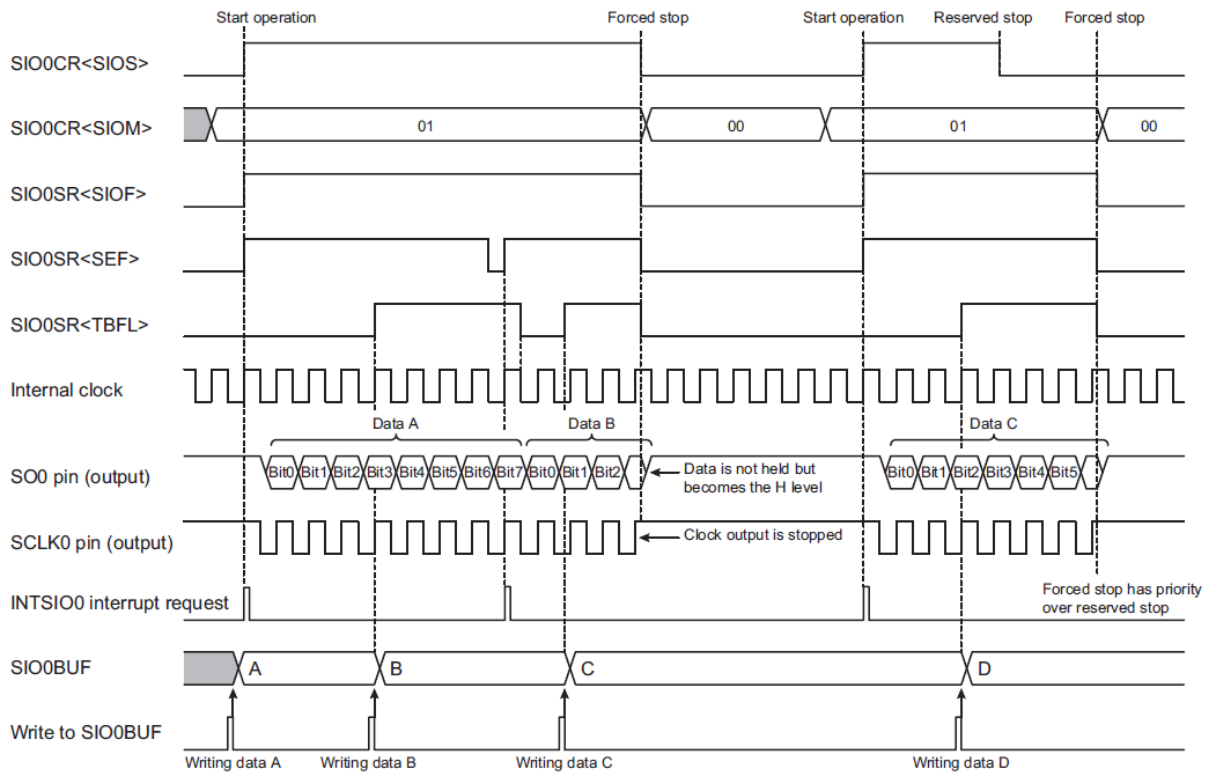 Start operation Forced stop Start operation Reserved stop Forced stop
SIO0CR<SIOS>
SIO0CR<SIOM> 01 00 01 00
SIO0SR<SIOF>
SIO0SR<SEF>
SIO0SR<TBFL>
Internal clock
Data A Data B Data C
SO0 pin (output) Bit0 Bit1 Bit2 Bit3 Bit4 Bit5 Bit6 Bit7 Bit0 Bit1 Bit2 Data is not held but Bit0 Bit1 Bit2 Bit3 Bit4 Bit5
becomes the H level
SCLK0 pin (output) Clock output is stopped
INTSIO0 interrupt request Forced stop has priority
over reserved stop
SIO0BUF A B C D
Write to SIO0BUF
Writing data A Writing data B Writing data C Writing data D